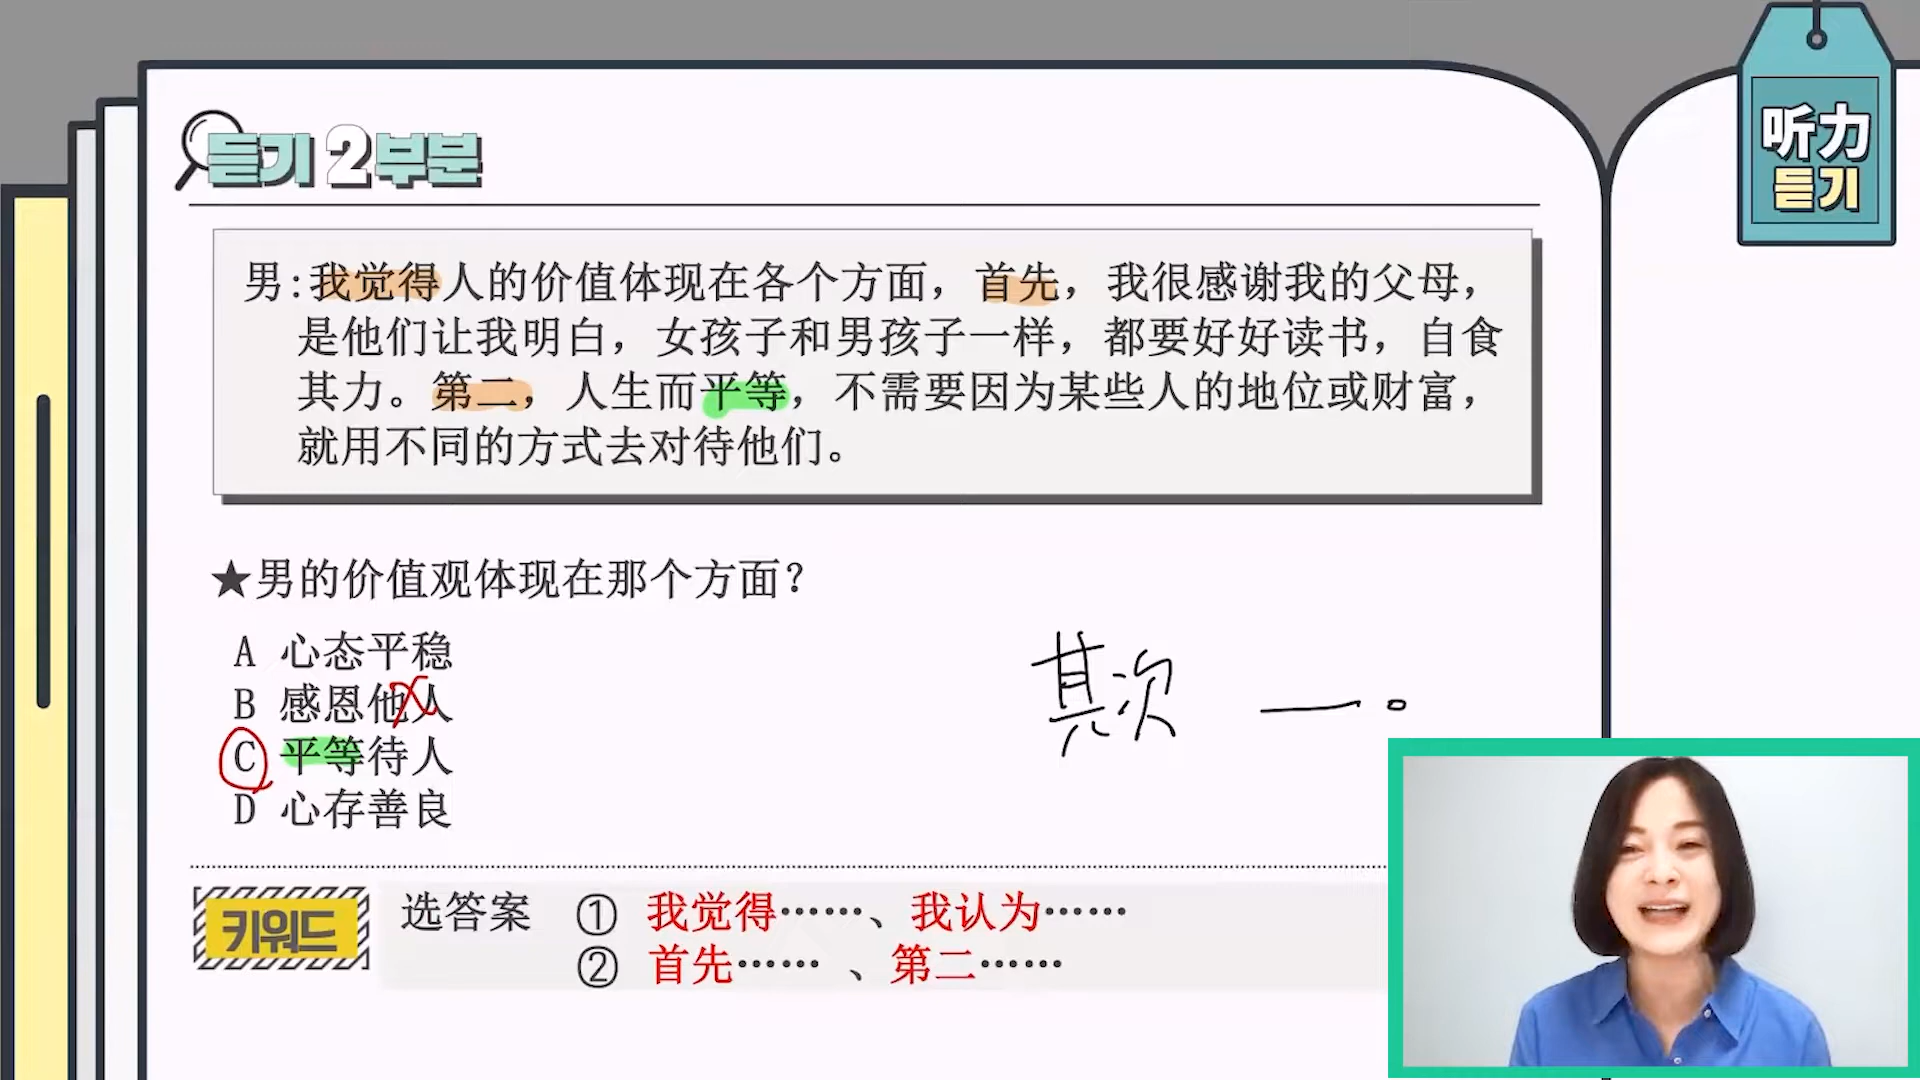 듣기 2 부분
听力
듣기
男:我觉得人的价值体现在各个方面，首先，我很感谢我的父母，
是他们让我明白，女孩子和男孩子一样，都要好好读书，自食
其力。第二，人生而平等，不需要因为某些人的地位或财富，
就用不同的方式去对待他们。
★男的价值观体现在那个方面？
A 心态平稳
B 感恩他人
C 平等待人
D 心存善良
其次 一。
키워드
选答案 ① 我觉得……、我认为……
② 首先…… 、第二……